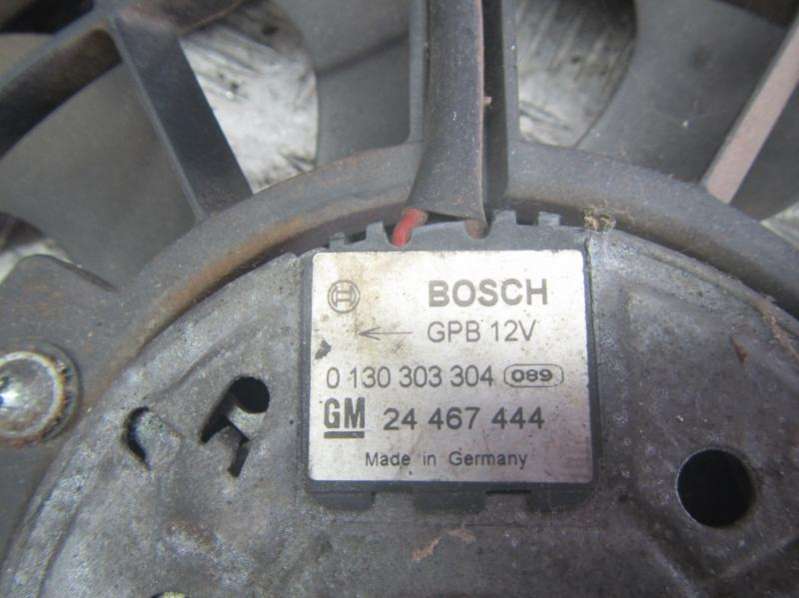 BOSCH
← GPB 12V
0 130 303 304 089
GM 24 467 444
Made in Germany